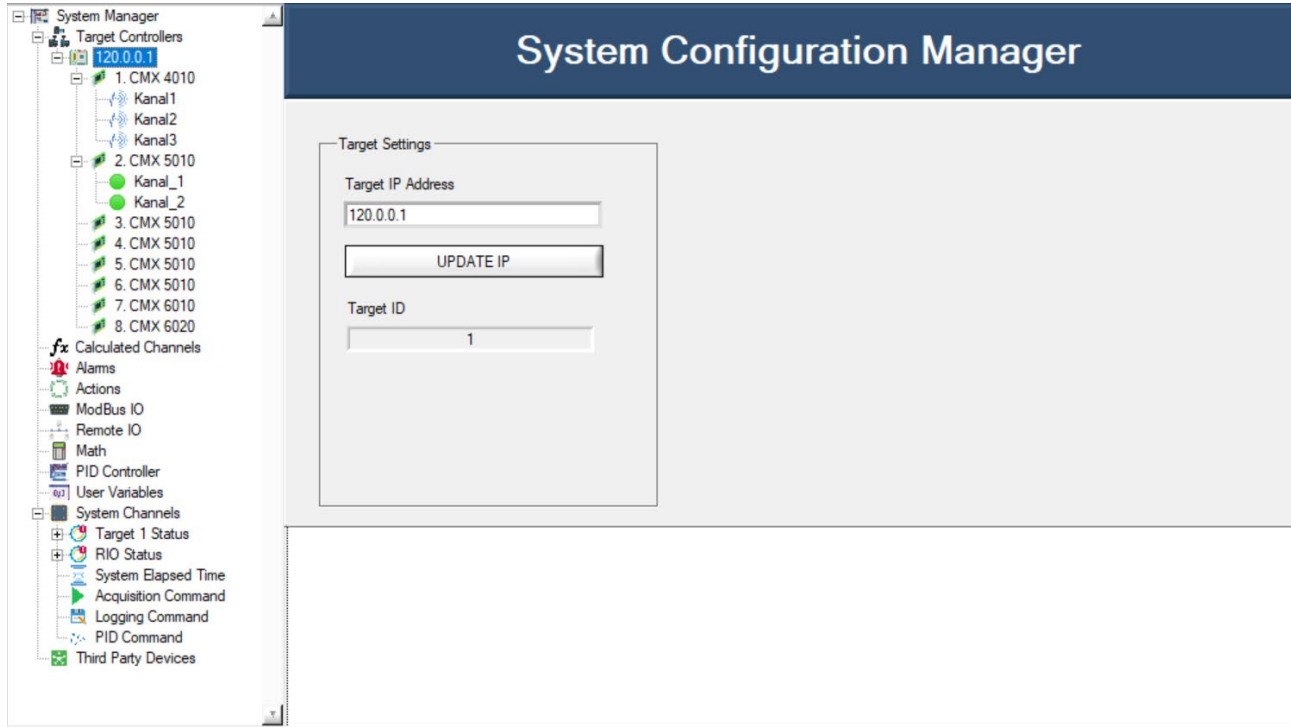 System Manager
Target Controllers
120.0.0.1
1. CMX 4010
Kanal1
Kanal2
Kanal3
2. CMX 5010
Kanal_1
Kanal_2
3. CMX 5010
4. CMX 5010
5. CMX 5010
6. CMX 5010
7. CMX 6010
8. CMX 6020
fx Calculated Channels
Alarms
Actions
ModBus IO
Remote IO
Math
PID Controller
User Variables
System Channels
Target 1 Status
RIO Status
System Elapsed Time
Acquisition Command
Logging Command
PID Command
Third Party Devices
System Configuration Manager
Target Settings
Target IP Address
120.0.0.1
UPDATE IP
Target ID
1